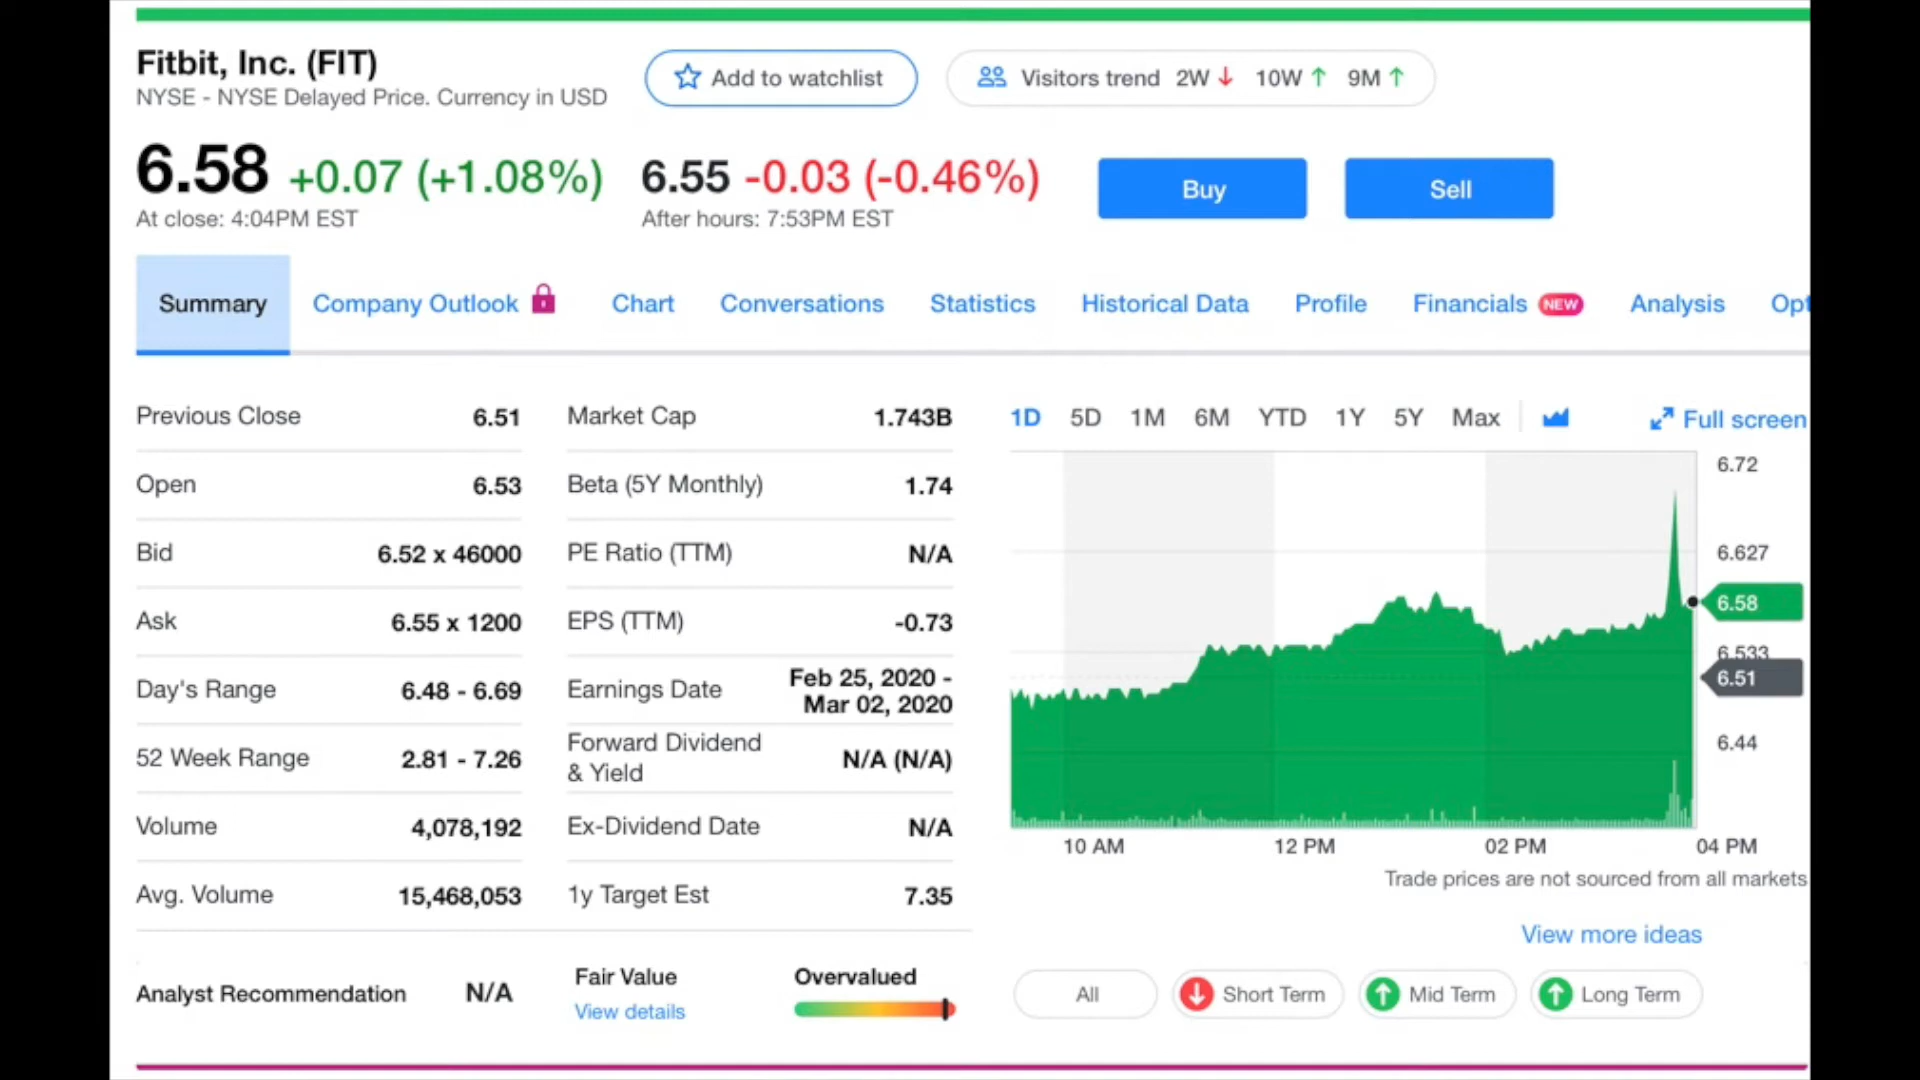 Fitbit, Inc. (FIT)
NYSE - NYSE Delayed Price. Currency in USD
Add to watchlist
Visitors trend 2W 10W 9M
6.58 +0.07 (+1.08%)
At close: 4:04PM EST
6.55 -0.03 (-0.46%)
After hours: 7:53PM EST
Buy
Sell
Summary Company Outlook Chart Conversations Statistics Historical Data Profile Financials NEW Analysis Opt
Previous Close 6.51
Open 6.53
Bid 6.52 x 46000
Ask 6.55 x 1200
Day's Range 6.48 - 6.69
52 Week Range 2.81 - 7.26
Volume 4,078,192
Avg. Volume 15,468,053
Market Cap 1.743B
Beta (5Y Monthly) 1.74
PE Ratio (TTM) N/A
EPS (TTM) -0.73
Earnings Date Feb 25, 2020 -
Mar 02, 2020
Forward Dividend
& Yield N/A (N/A)
Ex-Dividend Date N/A
1y Target Est 7.35
1D 5D 1M 6M YTD 1Y 5Y Max Full screen
6.72
6.627
6.58
6.533
6.51
6.44
10 AM 12 PM 02 PM 04 PM
Trade prices are not sourced from all markets
View more ideas
Analyst Recommendation N/A
Fair Value
View details
Overvalued
All Short Term Mid Term Long Term